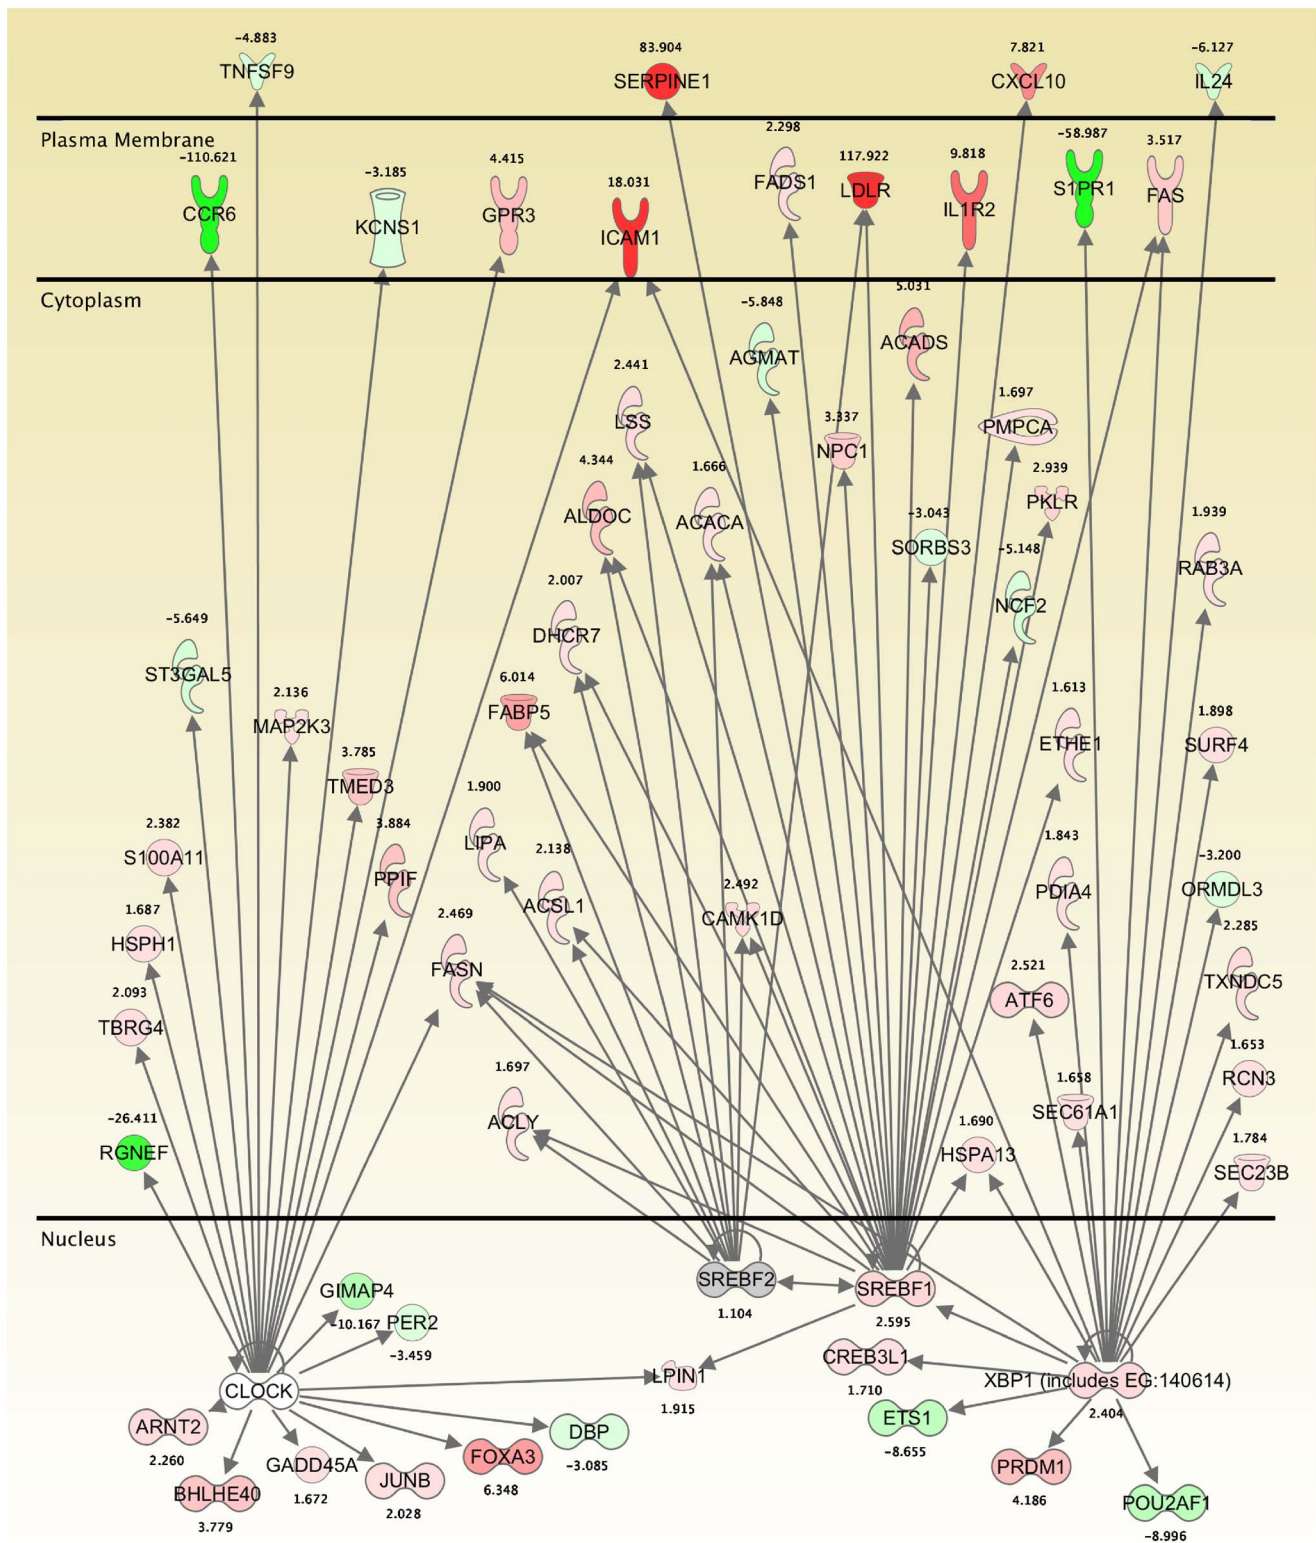 -4.883
TNFSF9
83.904
SERPINE1
7.821
CXCL10
-6.127
IL24
Plasma Membrane
-110.621
CCR6
-3.185
KCNS1
4.415
GPR3
18.031
ICAM1
2.298
FADS1
117.922
LDLR
9.818
IL1R2
-58.987
S1PR1
3.517
FAS
Cytoplasm
-5.848
AGMAT
5.031
ACADS
2.441
LSS
1.697
PMPCA
3.337
NPC1
4.344
ALDOC
1.666
ACACA
2.939
PKLR
-3.043
SORBS3
-5.148
NCF2
1.939
RAB3A
2.007
DHCR7
-5.649
ST3GAL5
2.136
MAP2K3
6.014
FABP5
1.613
ETHE1
1.898
SURF4
3.785
TMED3
1.900
LIPA
2.382
S100A11
3.884
PPIF
2.138
ACSL1
1.843
PDIA4
-3.200
ORMDL3
2.492
CAMK1D
1.687
HSPH1
2.469
FASN
2.285
TXNDC5
2.521
ATF6
2.093
TBRG4
1.653
RCN3
1.697
ACLY
1.658
SEC61A1
-26.411
RGNEF
1.690
HSPA13
1.784
SEC23B
Nucleus
SREBF2
1.104
SREBF1
2.595
GIMAP4
-10.167
PER2
-3.459
CREB3L1
1.710
LPIN1
1.915
XBP1 (includes EG:140614)
2.404
CLOCK
ETS1
-8.655
ARNT2
2.260
DBP
-3.085
FOXA3
6.348
GADD45A
1.672
JUNB
2.028
BHLHE40
3.779
PRDM1
4.186
POU2AF1
-8.996